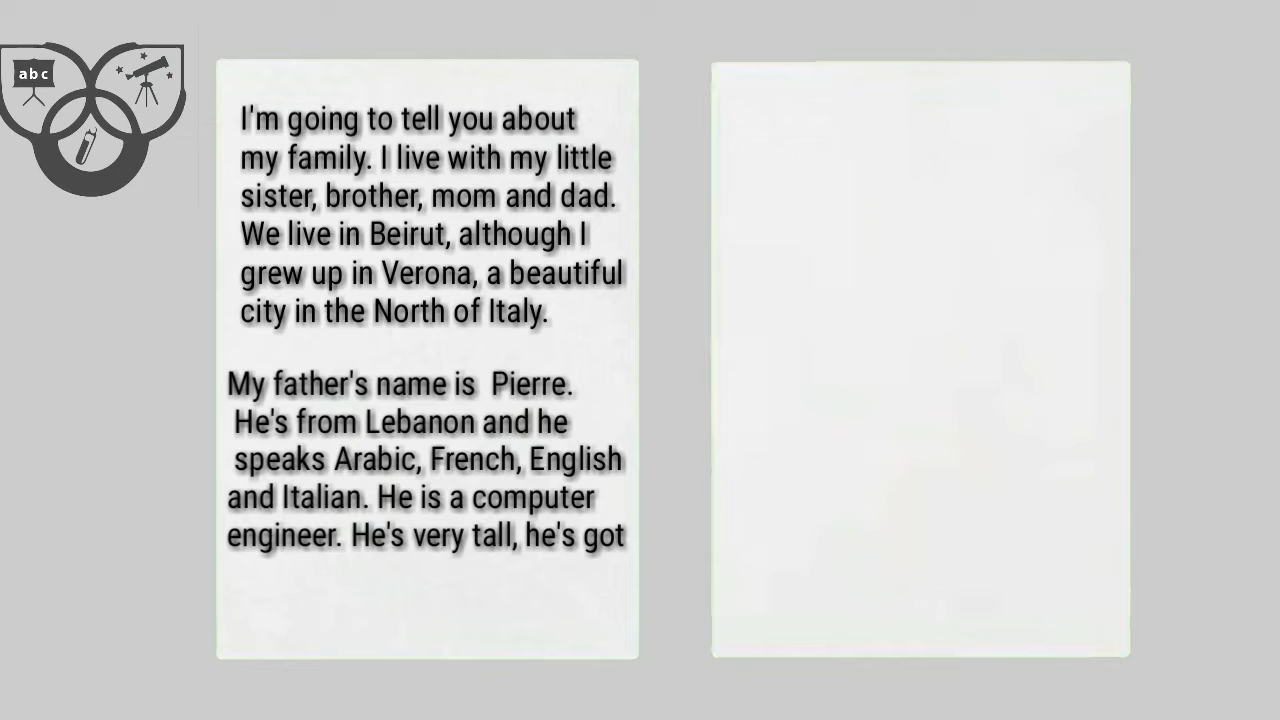 abc
I'm going to tell you about
my family. I live with my little
sister, brother, mom and dad.
We live in Beirut, although I
grew up in Verona, a beautiful
city in the North of Italy.
My father's name is  Pierre.
He's from Lebanon and he
speaks Arabic, French, English
and Italian. He is a computer
engineer. He's very tall, he's got